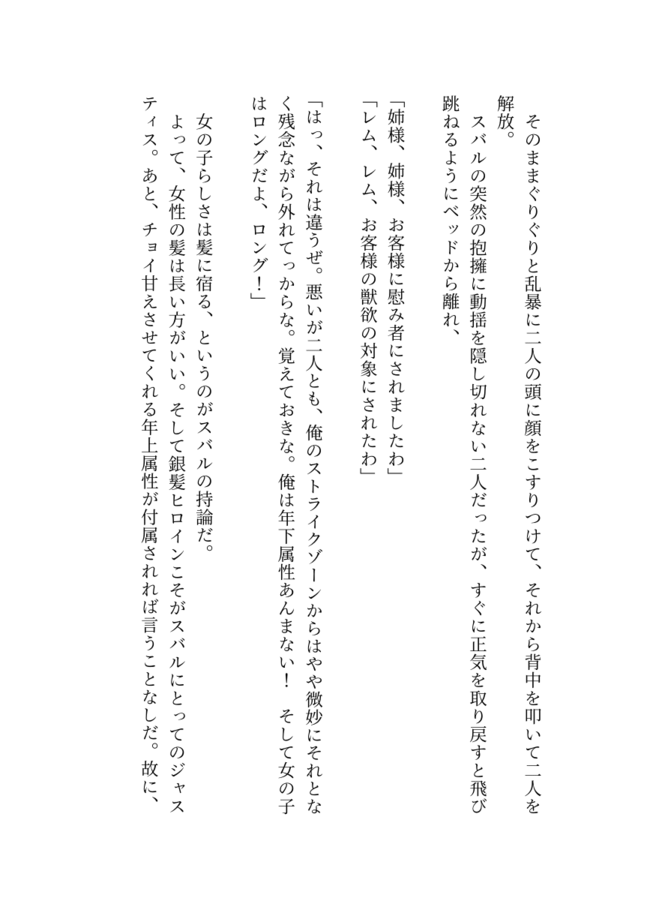 そのままぐりぐりと乱暴に二人の頭に顔をこすりつけて、それから背中を叩いて二人を
解放。
　スバルの突然の抱擁に動揺を隠し切れない二人だったが、すぐに正気を取り戻すと飛び
跳ねるようにベッドから離れ、
「姉様、姉様、お客様に慰み者にされましたわ」
「レム、レム、お客様の獣欲の対象にされたわ」
「はっ、それは違うぜ。悪いが二人とも、俺のストライクゾーンからはやや微妙にそれとな
く残念ながら外れてっからな。覚えておきな。俺は年下属性あんまない！　そして女の子
はロングだよ、ロング！」
　女の子らしさは髪に宿る、というのがスバルの持論だ。
　よって、女性の髪は長い方がいい。そして銀髪ヒロインこそがスバルにとってのジャス
ティス。あと、チョイ甘えさせてくれる年上属性が付属されれば言うことなしだ。故に、